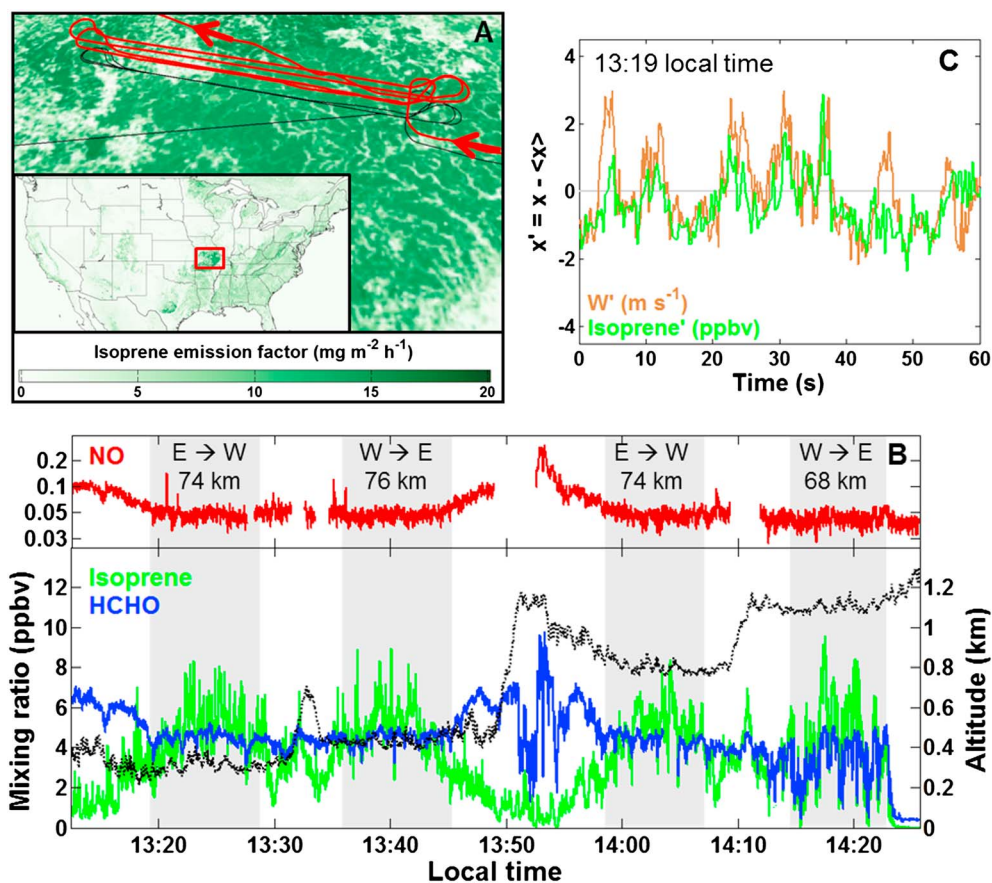 A
Isoprene emission factor (mg m⁻² h⁻¹)
0 5 10 15 20
C
13:19 local time
x' = x - <x>
4
2
0
-2
-4
W' (m s⁻¹)
Isoprene' (ppbv)
0 10 20 30 40 50 60
Time (s)
B
NO
E → W
74 km
W → E
76 km
E → W
74 km
W → E
68 km
0.2
0.1
0.05
0.03
Isoprene
HCHO
Mixing ratio (ppbv)
12
10
8
6
4
2
0
Altitude (km)
1.2
1
0.8
0.6
0.4
0.2
0
13:20 13:30 13:40 13:50 14:00 14:10 14:20
Local time